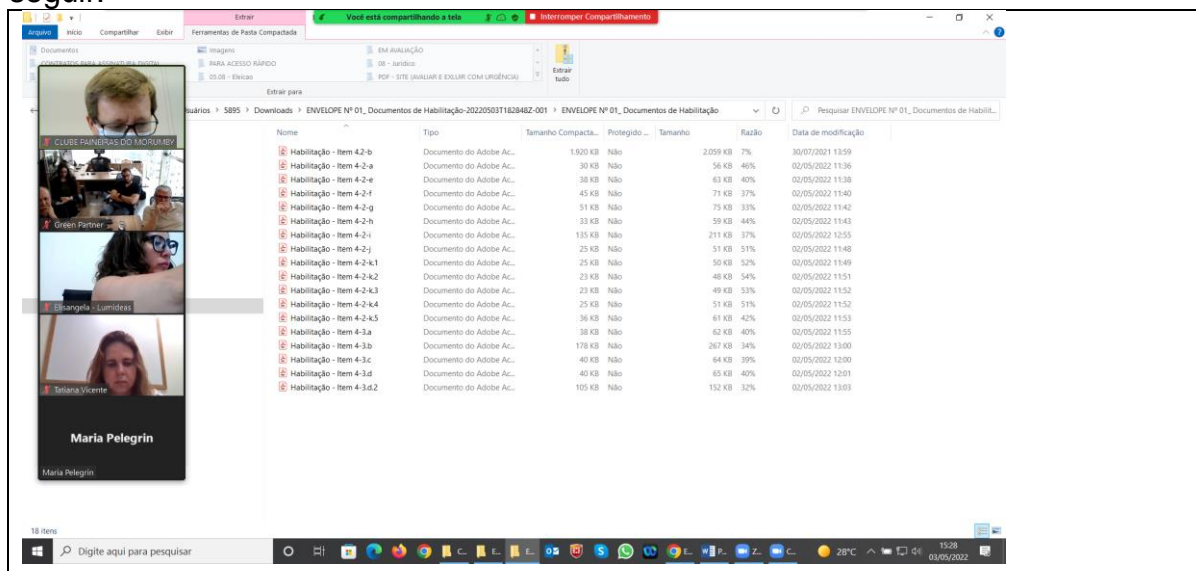 seguir:
Extrair
Você está compartilhando a tela
Interromper Compartilhamento
Arquivo Início Compartilhar Exibir Ferramentas de Pasta Compactada
Documentos Imagens EM AVALIAÇÃO
CONTRATOS PARA ASSINATURA DIGITAL PARA ACESSO RÁPIDO 08 - Jurídico
03.08 - Eleicao PDF - SITE (AVALIAR E EXLUIR COM URGÊNCIA)
Extrair tudo
Extrair para
suários > 5895 > Downloads > ENVELOPE Nº 01_ Documentos de Habilitação-20220503T182848Z-001 > ENVELOPE Nº 01_ Documentos de Habilitação
Pesquisar ENVELOPE Nº 01_ Documentos de Habilit...
Nome Tipo Tamanho Compacta... Protegido ... Tamanho Razão Data de modificação
Habilitação - Item 4.2-b Documento do Adobe Ac... 1.920 KB Não 2.059 KB 7% 30/07/2021 13:59
Habilitação - Item 4-2-a Documento do Adobe Ac... 30 KB Não 56 KB 46% 02/05/2022 11:36
Habilitação - Item 4-2-e Documento do Adobe Ac... 38 KB Não 63 KB 40% 02/05/2022 11:38
Habilitação - Item 4-2-f Documento do Adobe Ac... 45 KB Não 71 KB 37% 02/05/2022 11:40
Habilitação - Item 4-2-g Documento do Adobe Ac... 51 KB Não 75 KB 33% 02/05/2022 11:42
Habilitação - Item 4-2-h Documento do Adobe Ac... 33 KB Não 59 KB 44% 02/05/2022 11:43
Habilitação - Item 4-2-i Documento do Adobe Ac... 135 KB Não 211 KB 37% 02/05/2022 12:55
Habilitação - Item 4-2-j Documento do Adobe Ac... 25 KB Não 51 KB 51% 02/05/2022 11:48
Habilitação - Item 4-2-k.1 Documento do Adobe Ac... 25 KB Não 50 KB 52% 02/05/2022 11:49
Habilitação - Item 4-2-k.2 Documento do Adobe Ac... 23 KB Não 48 KB 54% 02/05/2022 11:51
Habilitação - Item 4-2-k.3 Documento do Adobe Ac... 23 KB Não 49 KB 53% 02/05/2022 11:52
Habilitação - Item 4-2-k.4 Documento do Adobe Ac... 25 KB Não 51 KB 51% 02/05/2022 11:52
Habilitação - Item 4-2-k.5 Documento do Adobe Ac... 36 KB Não 61 KB 42% 02/05/2022 11:53
Habilitação - Item 4-3.a Documento do Adobe Ac... 38 KB Não 62 KB 40% 02/05/2022 11:55
Habilitação - Item 4-3.b Documento do Adobe Ac... 178 KB Não 267 KB 34% 02/05/2022 13:00
Habilitação - Item 4-3.c Documento do Adobe Ac... 40 KB Não 64 KB 39% 02/05/2022 12:00
Habilitação - Item 4-3.d Documento do Adobe Ac... 40 KB Não 65 KB 40% 02/05/2022 12:01
Habilitação - Item 4-3.d.2 Documento do Adobe Ac... 105 KB Não 152 KB 32% 02/05/2022 13:03
CLUBE PAINEIRAS DO MORUMBY
Green Partner
Elisangela - Lumideas
Tatiana Vicente
Maria Pelegrin
Maria Pelegrin
18 itens
Digite aqui para pesquisar
C... E... E... E... P... Z... C...
28°C
15:28
03/05/2022